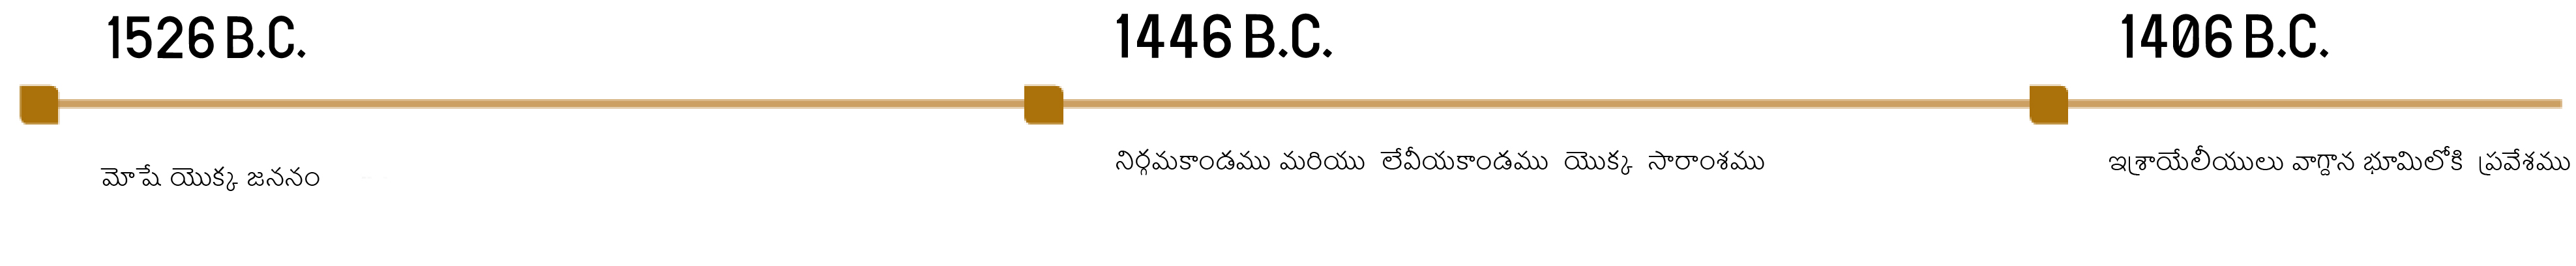 1526 B.C.
1446 B.C.
1406 B.C.
మోషే యొక్క జననం
నిర్గమకాండము మరియు లేవీయకాండము యొక్క సారాంశము
ఇశ్రాయేలీయులు వాగ్దాన భూమిలోకి ప్రవేశము